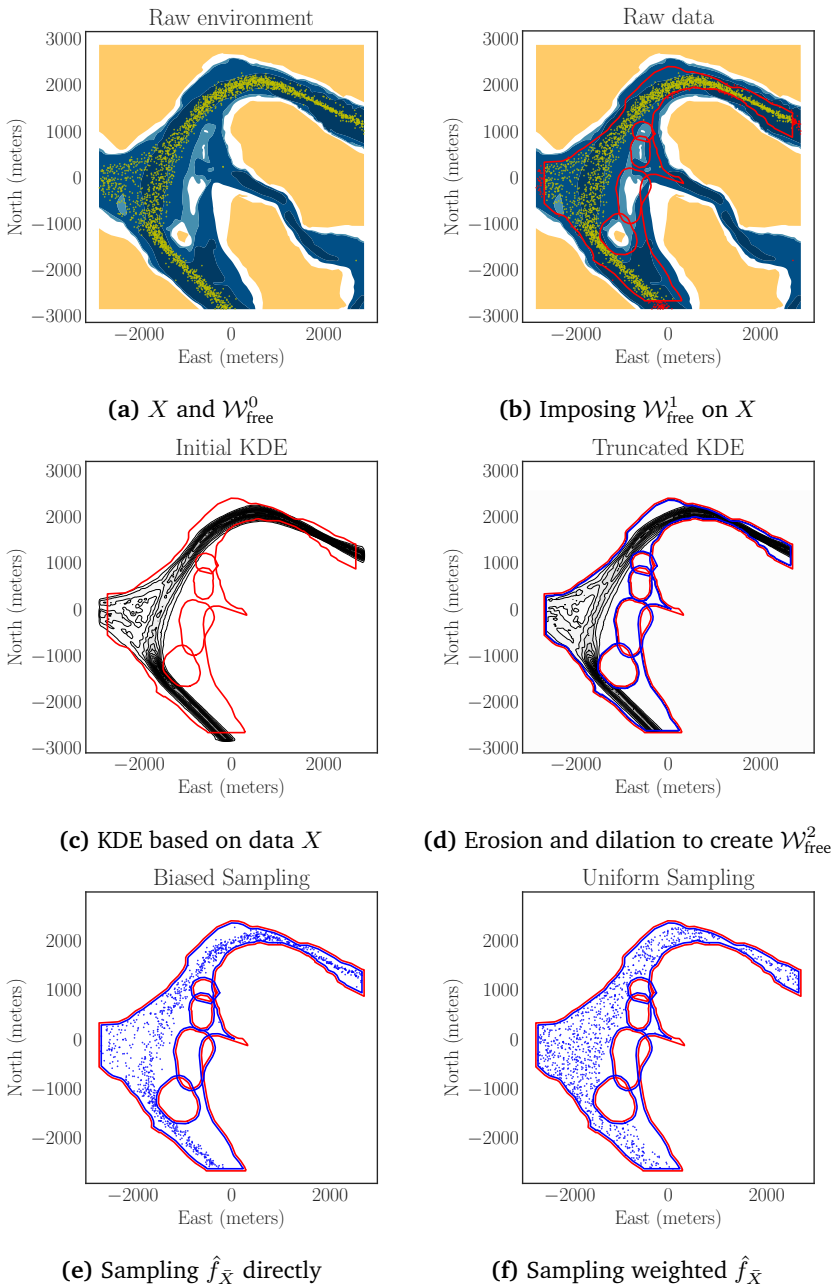 Raw environment
3000
2000
1000
0
−1000
−2000
−3000
North (meters)
−2000 0 2000
East (meters)
(a) X and W⁰_free
Raw data
3000
2000
1000
0
−1000
−2000
−3000
North (meters)
−2000 0 2000
East (meters)
(b) Imposing W¹_free on X
Initial KDE
3000
2000
1000
0
−1000
−2000
−3000
North (meters)
−2000 0 2000
East (meters)
(c) KDE based on data X
Truncated KDE
3000
2000
1000
0
−1000
−2000
−3000
North (meters)
−2000 0 2000
East (meters)
(d) Erosion and dilation to create W²_free
Biased Sampling
2000
1000
0
−1000
−2000
North (meters)
−2000 0 2000
East (meters)
(e) Sampling f̂_X̄ directly
Uniform Sampling
2000
1000
0
−1000
−2000
North (meters)
−2000 0 2000
East (meters)
(f) Sampling weighted f̂_X̄